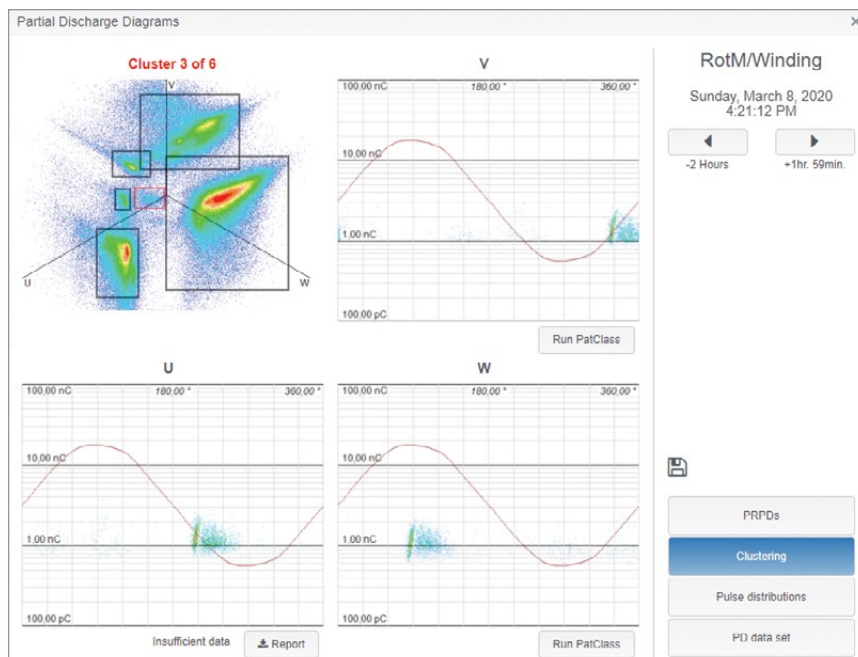 Partial Discharge Diagrams
×
Cluster 3 of 6
V
U
W
V
100,00 nC
180,00 °
360,00 °
10,00 nC
1,00 nC
100,00 pC
Run PatClass
U
100,00 nC
180,00 °
360,00 °
10,00 nC
1,00 nC
100,00 pC
Insufficient data
Report
W
100,00 nC
180,00 °
360,00 °
10,00 nC
1,00 nC
100,00 pC
Run PatClass
RotM/Winding
Sunday, March 8, 2020
4:21:12 PM
-2 Hours
+1hr. 59min.
PRPDs
Clustering
Pulse distributions
PD data set